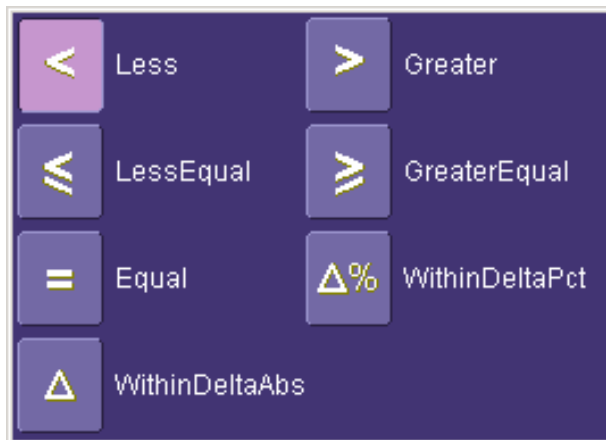 < Less > Greater
≤ LessEqual ≥ GreaterEqual
= Equal Δ% WithinDeltaPct
Δ WithinDeltaAbs